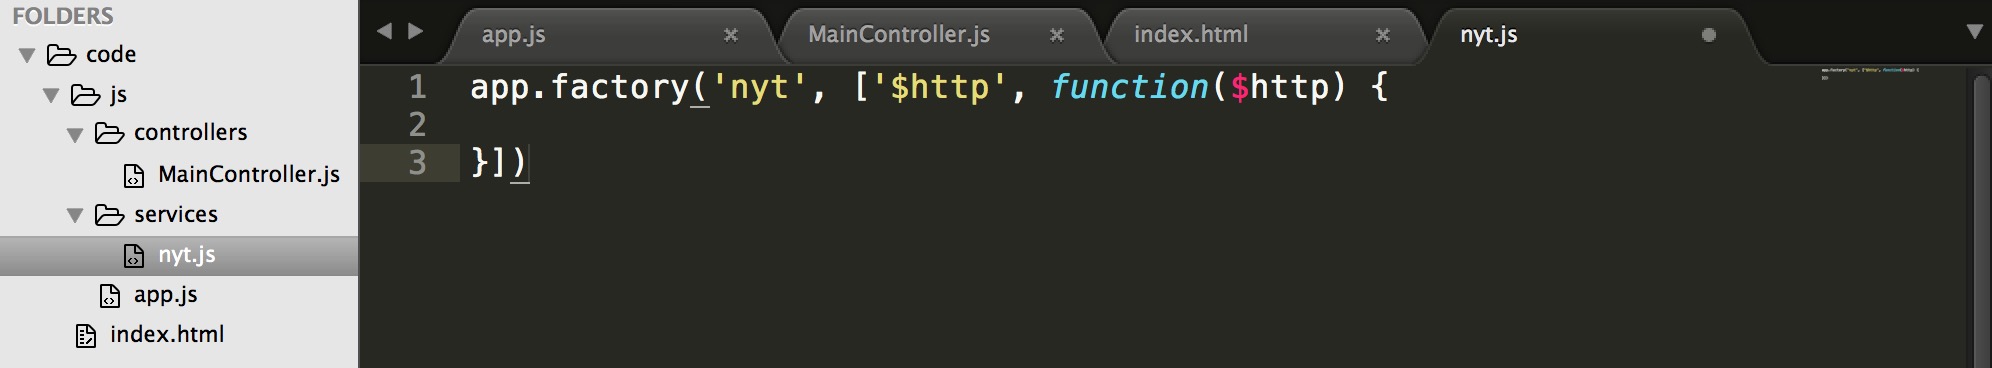 FOLDERS
code
js
controllers
MainController.js
services
nyt.js
app.js
index.html
app.js
MainController.js
index.html
nyt.js
1 app.factory('nyt', ['$http', function($http) {
2
3 }])